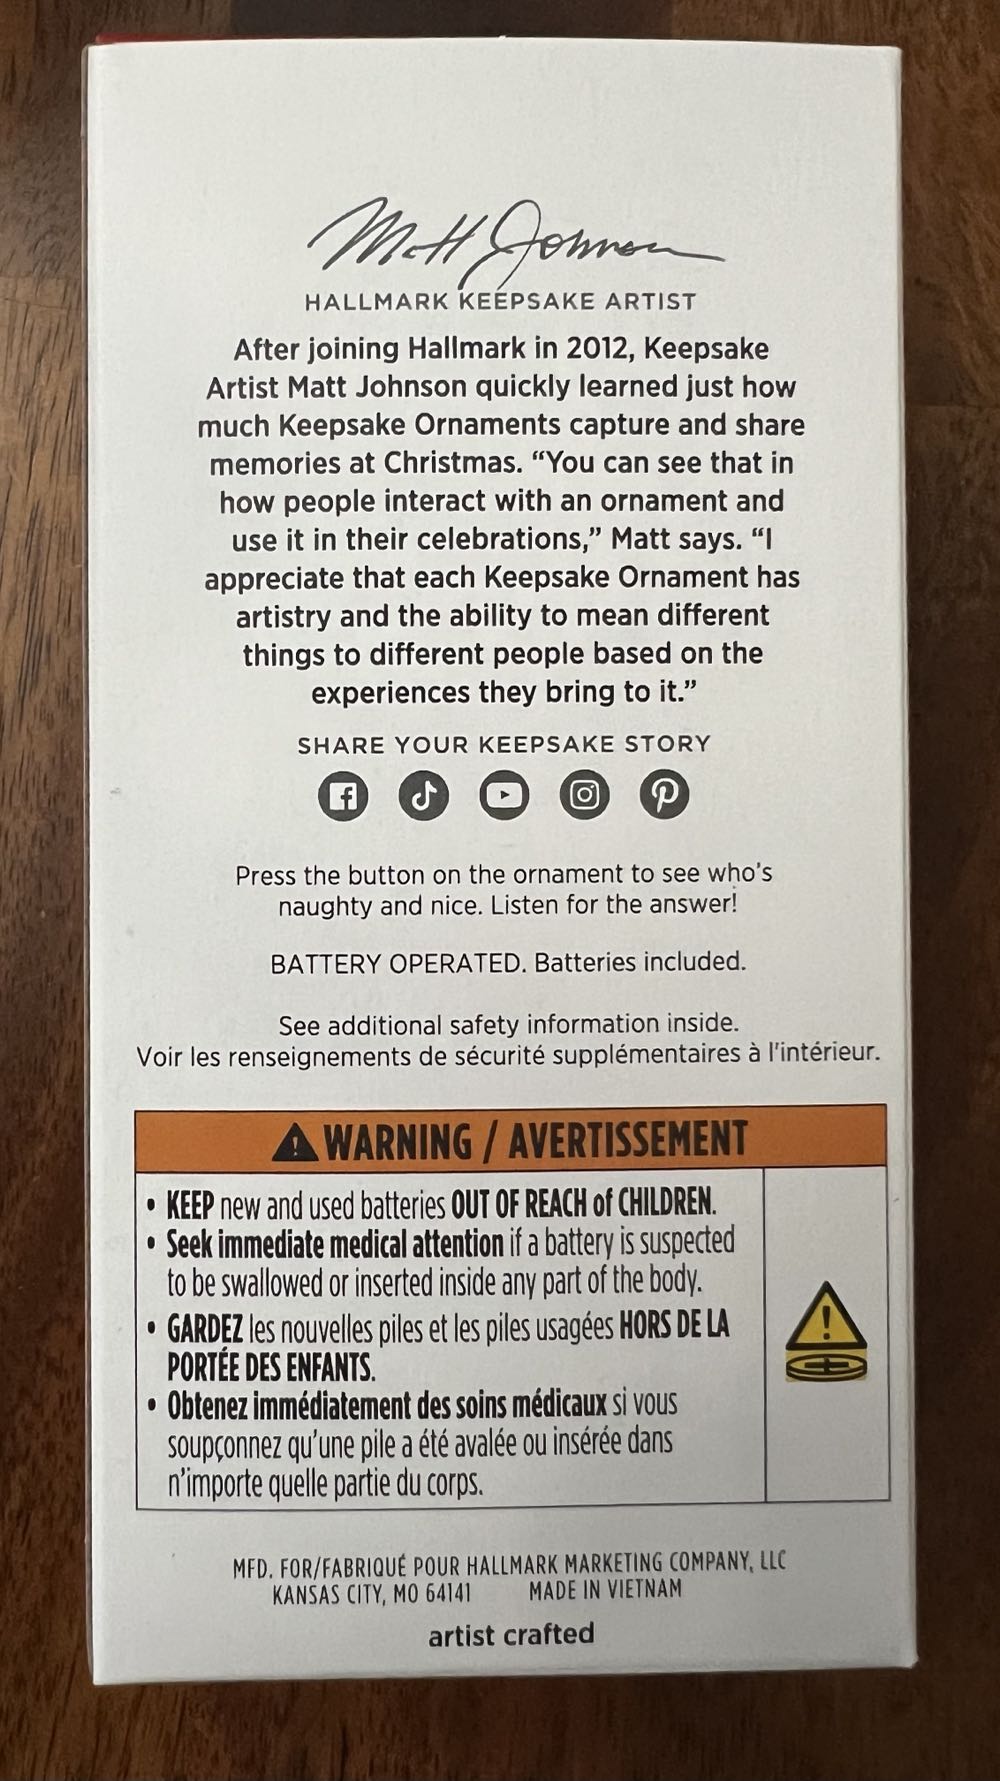 Matt Johnson
HALLMARK KEEPSAKE ARTIST
After joining Hallmark in 2012, Keepsake
Artist Matt Johnson quickly learned just how
much Keepsake Ornaments capture and share
memories at Christmas. “You can see that in
how people interact with an ornament and
use it in their celebrations,” Matt says. “I
appreciate that each Keepsake Ornament has
artistry and the ability to mean different
things to different people based on the
experiences they bring to it.”
SHARE YOUR KEEPSAKE STORY
Press the button on the ornament to see who's
naughty and nice. Listen for the answer!
BATTERY OPERATED. Batteries included.
See additional safety information inside.
Voir les renseignements de sécurité supplémentaires à l'intérieur.
WARNING / AVERTISSEMENT
• KEEP new and used batteries OUT OF REACH of CHILDREN.
• Seek immediate medical attention if a battery is suspected
to be swallowed or inserted inside any part of the body.
• GARDEZ les nouvelles piles et les piles usagées HORS DE LA
PORTÉE DES ENFANTS.
• Obtenez immédiatement des soins médicaux si vous
soupçonnez qu'une pile a été avalée ou insérée dans
n'importe quelle partie du corps.
MFD. FOR/FABRIQUÉ POUR HALLMARK MARKETING COMPANY, LLC
KANSAS CITY, MO 64141 MADE IN VIETNAM
artist crafted